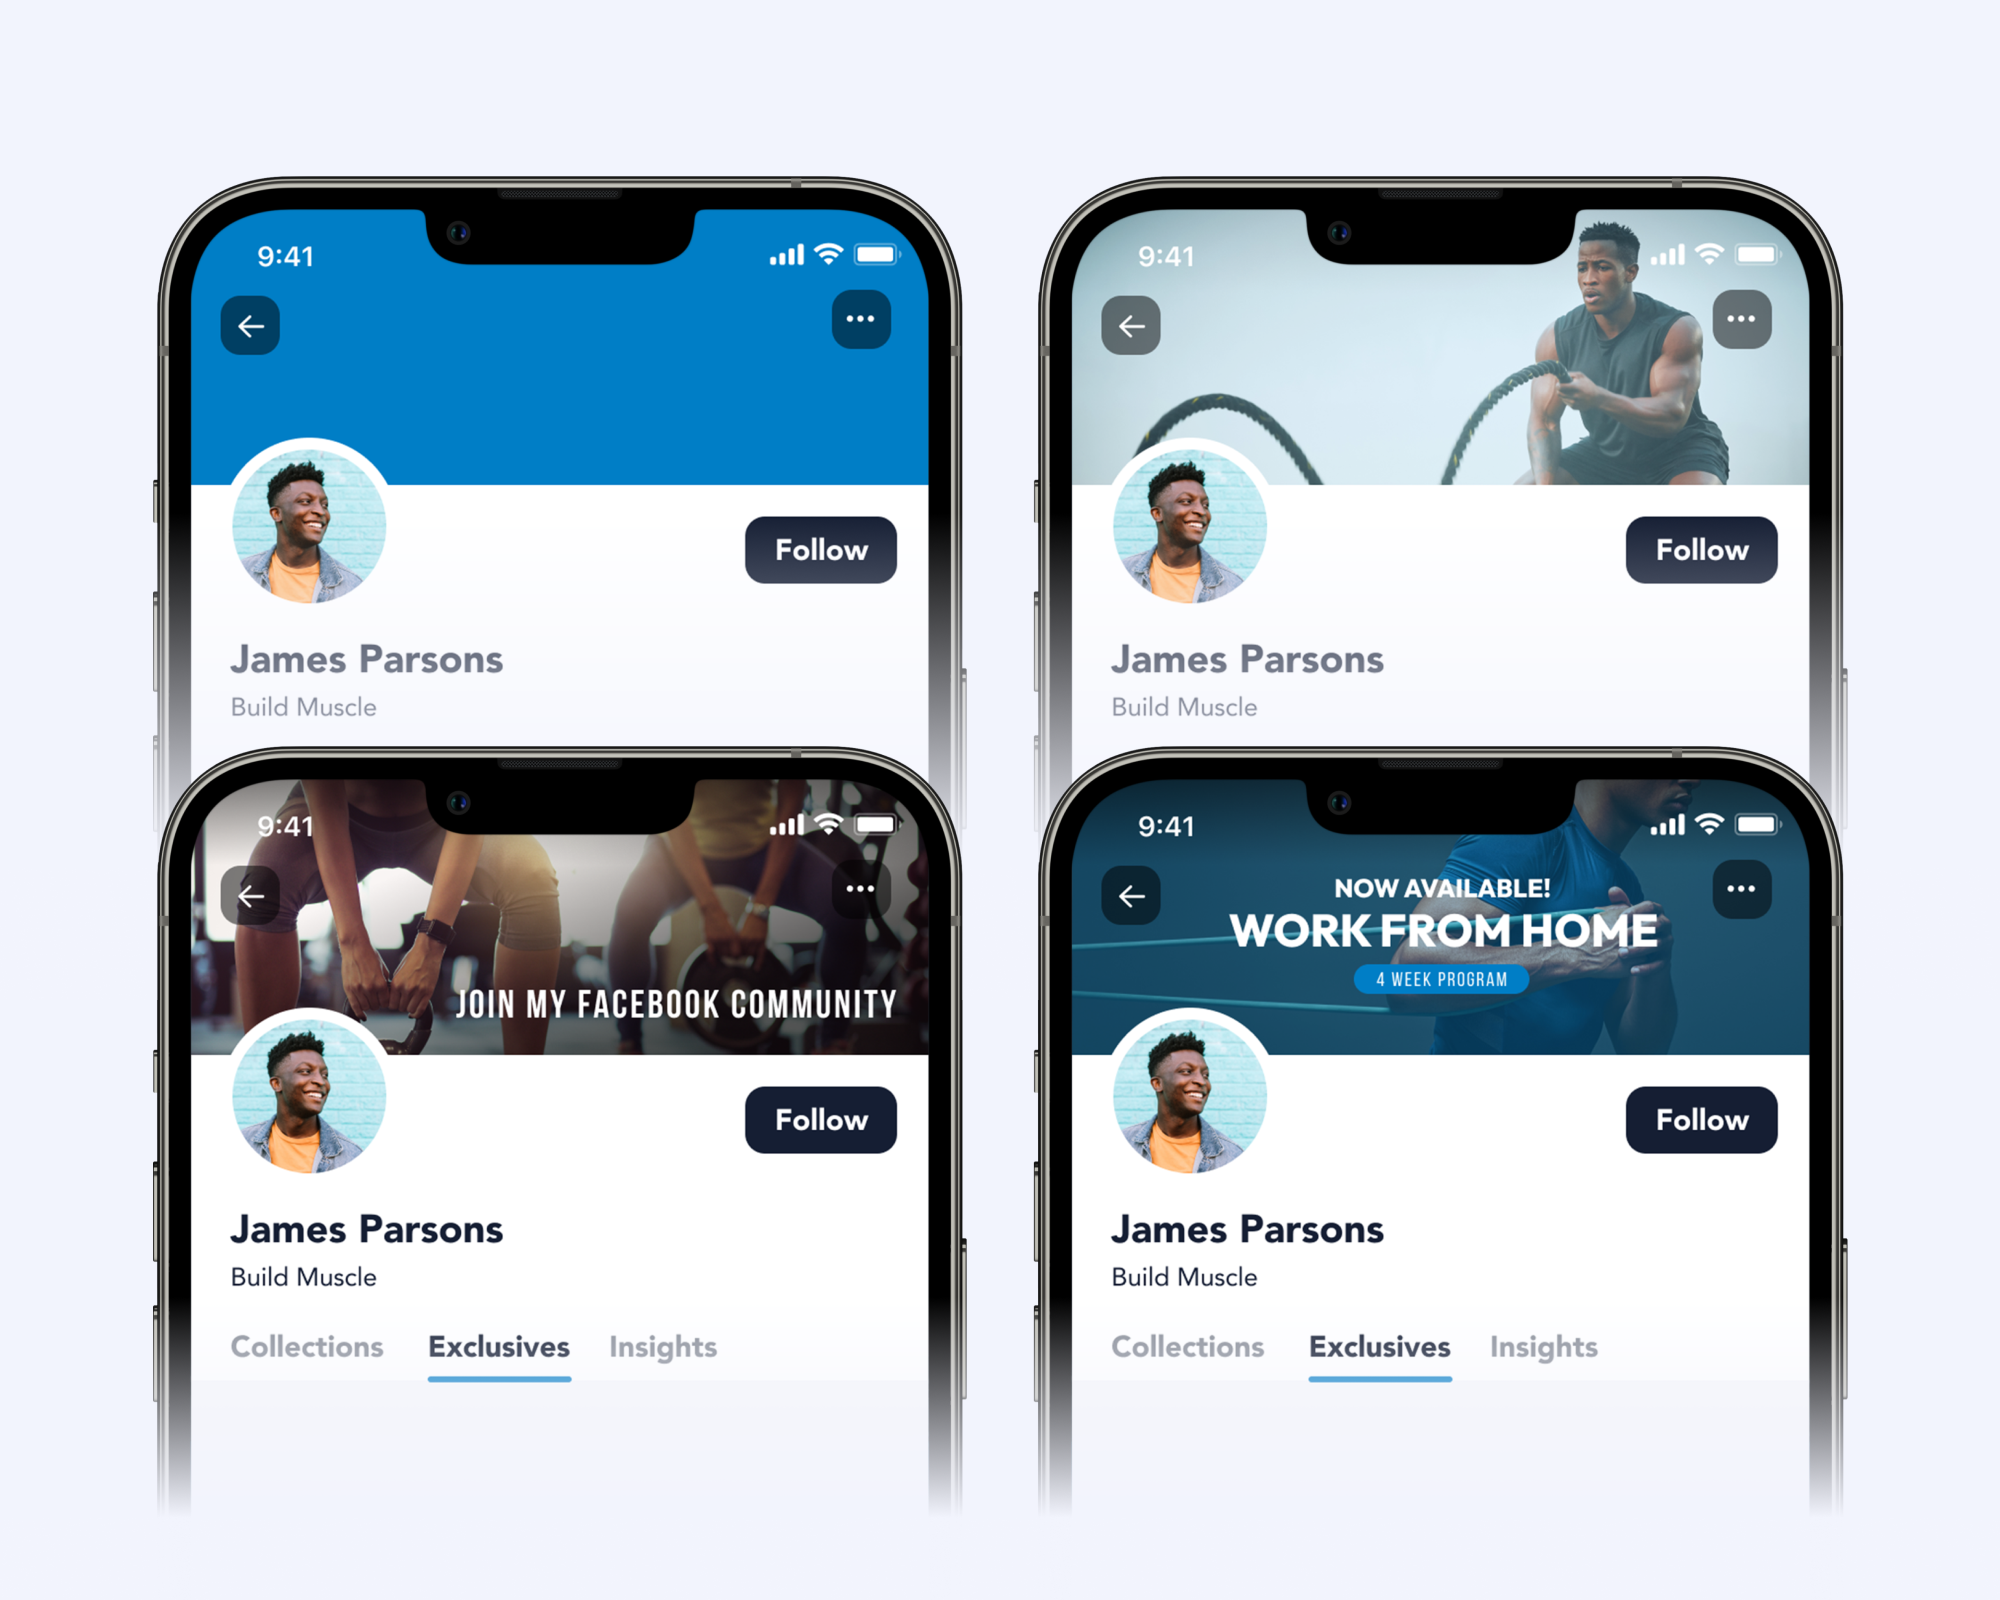 9:41
Follow
James Parsons
Build Muscle
9:41
Follow
James Parsons
Build Muscle
9:41
JOIN MY FACEBOOK COMMUNITY
Follow
James Parsons
Build Muscle
Collections Exclusives Insights
9:41
NOW AVAILABLE!
WORK FROM HOME
4 WEEK PROGRAM
Follow
James Parsons
Build Muscle
Collections Exclusives Insights